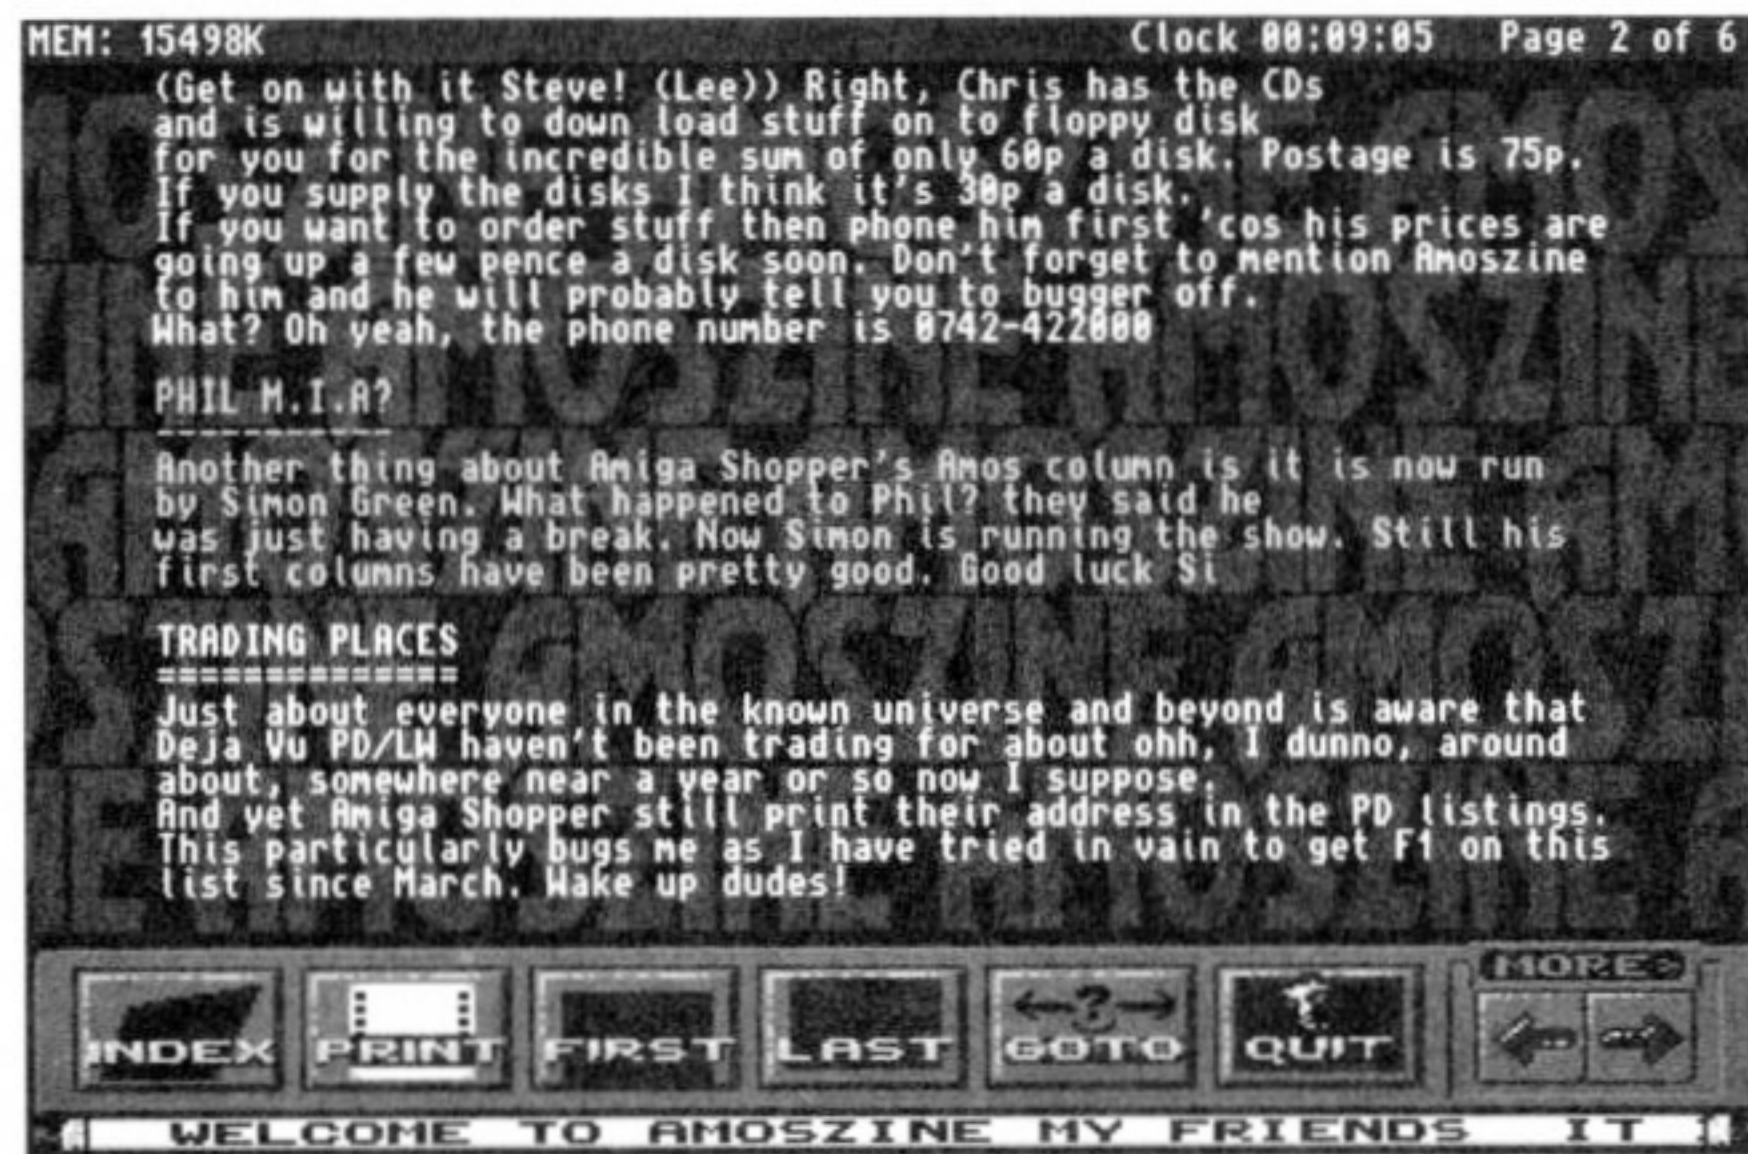 MEM: 15498K Clock 00:09:05 Page 2 of 6
(Get on with it Steve! (Lee)) Right, Chris has the CDs
and is willing to down load stuff on to floppy disk
for you for the incredible sum of only 60p a disk. Postage is 75p.
If you supply the disks I think it's 30p a disk.
If you want to order stuff then phone him first 'cos his prices are
going up a few pence a disk soon. Don't forget to mention Amoszine
to him and he will probably tell you to bugger off.
What? Oh yeah, the phone number is 0742-422000
PHIL M.I.A?
-----------
Another thing about Amiga Shopper's Amos column is it is now run
by Simon Green. What happened to Phil? they said he
was just having a break. Now Simon is running the show. Still his
first columns have been pretty good. Good luck Si
TRADING PLACES
==============
Just about everyone in the known universe and beyond is aware that
Deja Vu PD/LW haven't been trading for about ohh, I dunno, around
about, somewhere near a year or so now I suppose.
And yet Amiga Shopper still print their address in the PD listings.
This particularly bugs me as I have tried in vain to get F1 on this
list since March. Wake up dudes!
MORE>
INDEX PRINT FIRST LAST GOTO QUIT
←?→
WELCOME TO AMOSZINE MY FRIENDS IT